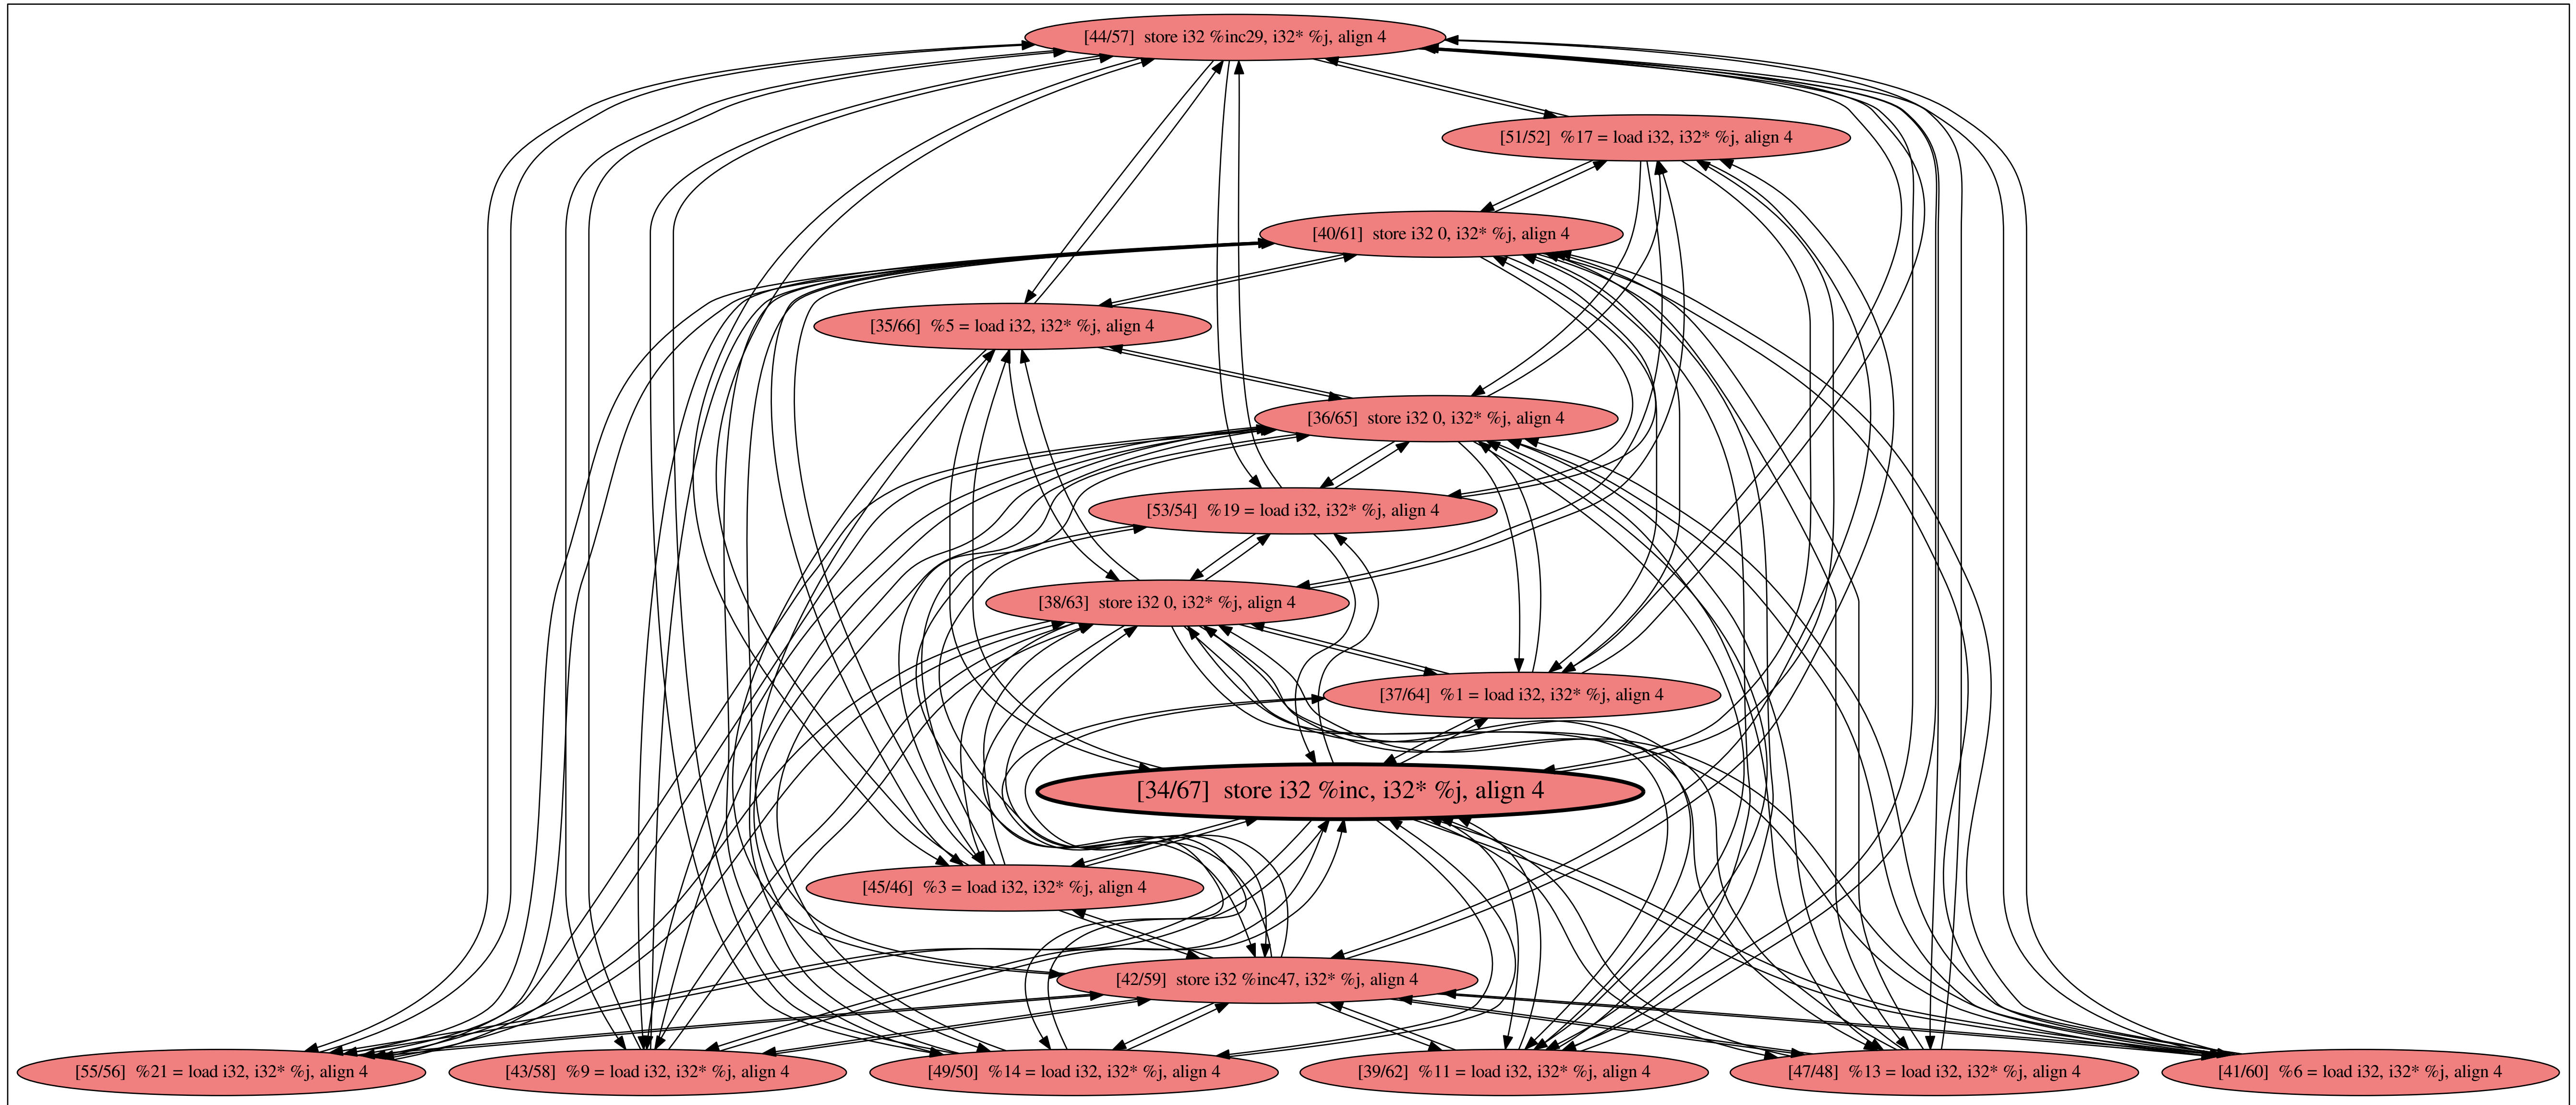 [44/57]  store i32 %inc29, i32* %j, align 4
[51/52]  %17 = load i32, i32* %j, align 4
[40/61]  store i32 0, i32* %j, align 4
[35/66]  %5 = load i32, i32* %j, align 4
[36/65]  store i32 0, i32* %j, align 4
[53/54]  %19 = load i32, i32* %j, align 4
[38/63]  store i32 0, i32* %j, align 4
[37/64]  %1 = load i32, i32* %j, align 4
[34/67]  store i32 %inc, i32* %j, align 4
[45/46]  %3 = load i32, i32* %j, align 4
[42/59]  store i32 %inc47, i32* %j, align 4
[55/56]  %21 = load i32, i32* %j, align 4
[43/58]  %9 = load i32, i32* %j, align 4
[49/50]  %14 = load i32, i32* %j, align 4
[39/62]  %11 = load i32, i32* %j, align 4
[47/48]  %13 = load i32, i32* %j, align 4
[41/60]  %6 = load i32, i32* %j, align 4